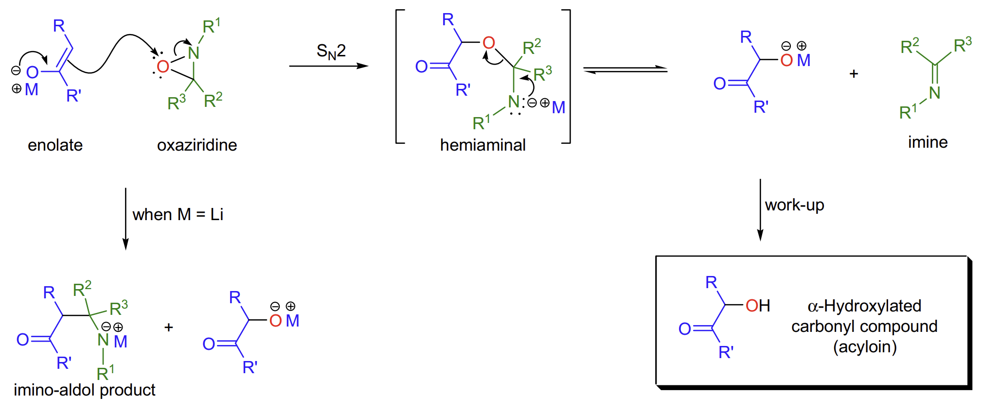 R
⊖ O
⊕ M
R'
enolate
R¹
N
O
R³ R²
oxaziridine
S_N2
R
O
R²
O
R³
R'
N ⊖ ⊕ M
R¹
hemiaminal
R
⊖ ⊕
O M
O
R'
+
R² R³
N
R¹
imine
when M = Li
work-up
R R²
R³
⊖ ⊕
O N M
R'
R¹
imino-aldol product
+
R
⊖ ⊕
O M
O
R'
R
OH
O
R'
α-Hydroxylated
carbonyl compound
(acyloin)